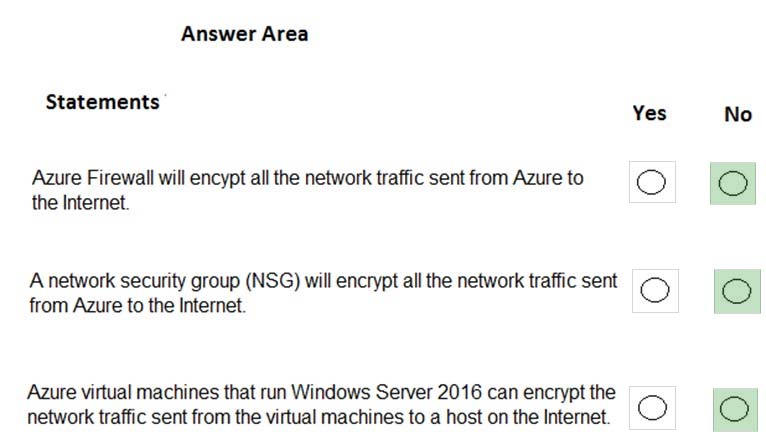 Answer Area
Statements
Yes No
Azure Firewall will encypt all the network traffic sent from Azure to
the Internet.
A network security group (NSG) will encrypt all the network traffic sent
from Azure to the Internet.
Azure virtual machines that run Windows Server 2016 can encrypt the
network traffic sent from the virtual machines to a host on the Internet.